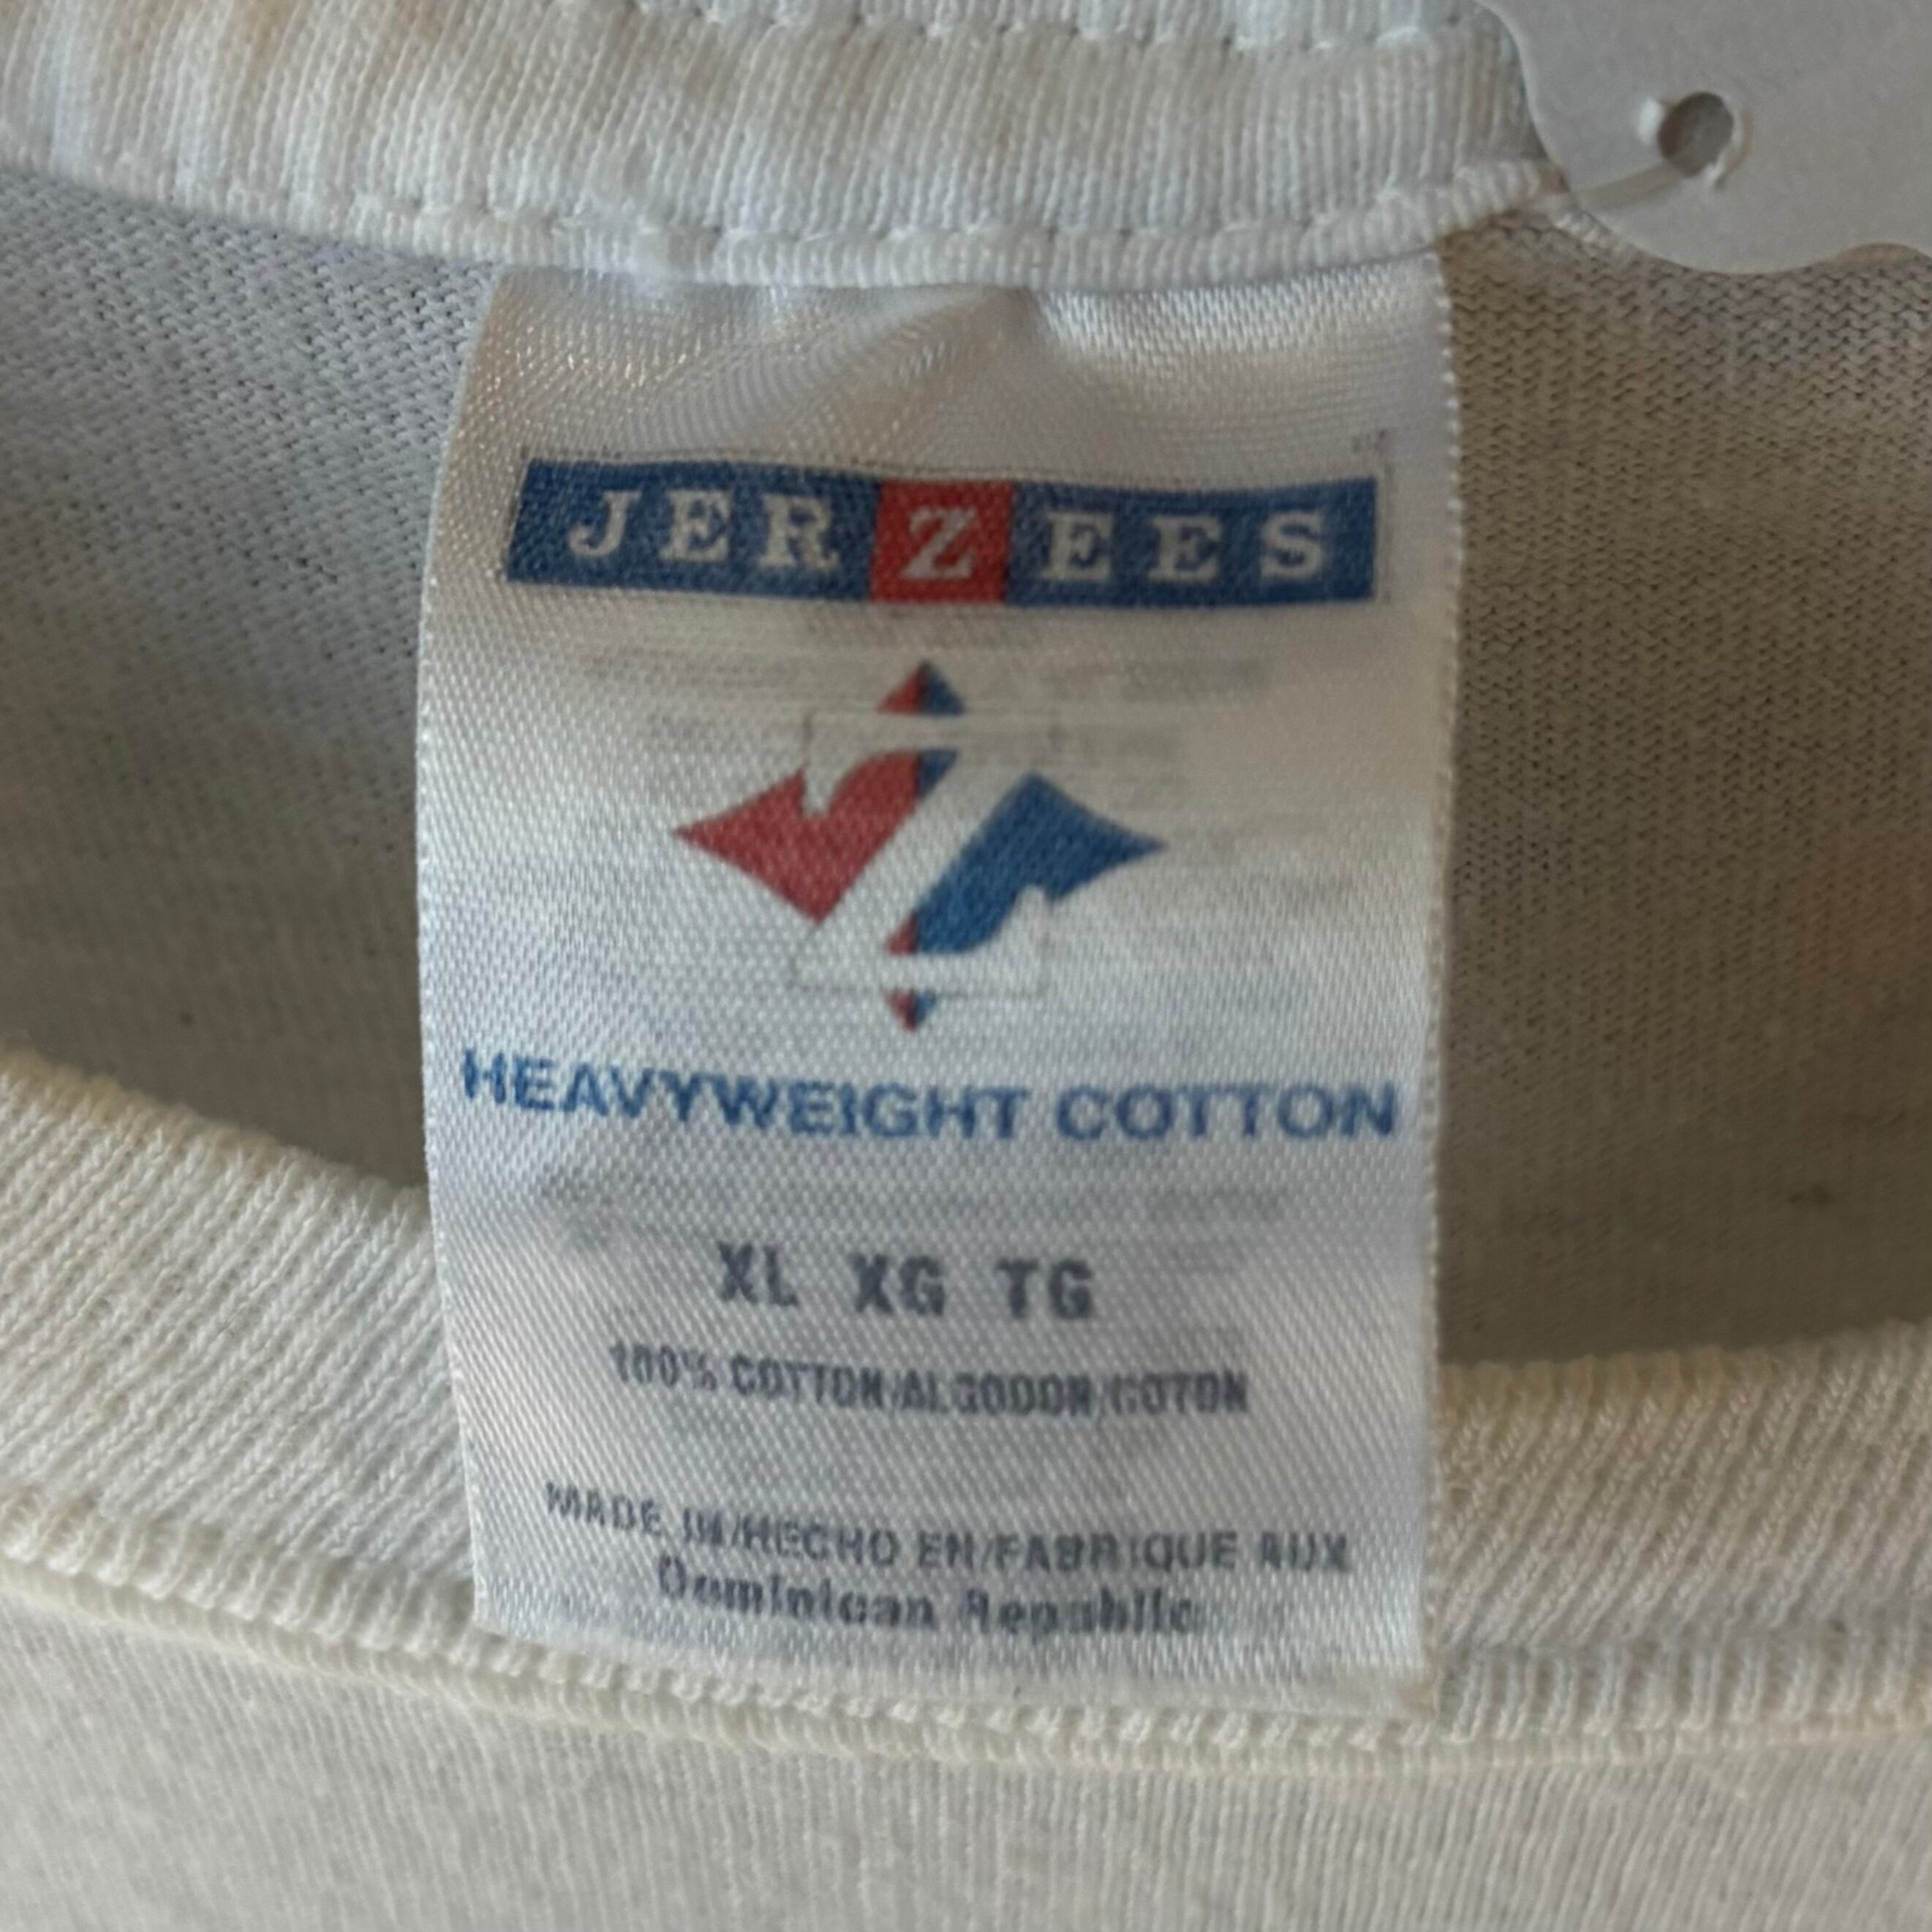 JERZEES
HEAVYWEIGHT COTTON
XL XG TG
100% COTTON/ALGODON/COTON
MADE IN/HECHO EN/FABRIQUE AUX
Dominican Republic